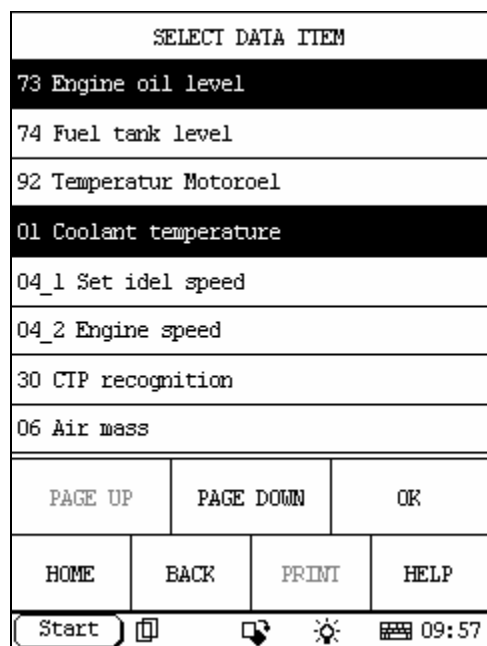 SELECT DATA ITEM
73 Engine oil level
74 Fuel tank level
92 Temperatur Motoroel
01 Coolant temperature
04_1 Set idel speed
04_2 Engine speed
30 CTP recognition
06 Air mass
PAGE UP PAGE DOWN OK
HOME BACK PRINT HELP
Start 09:57